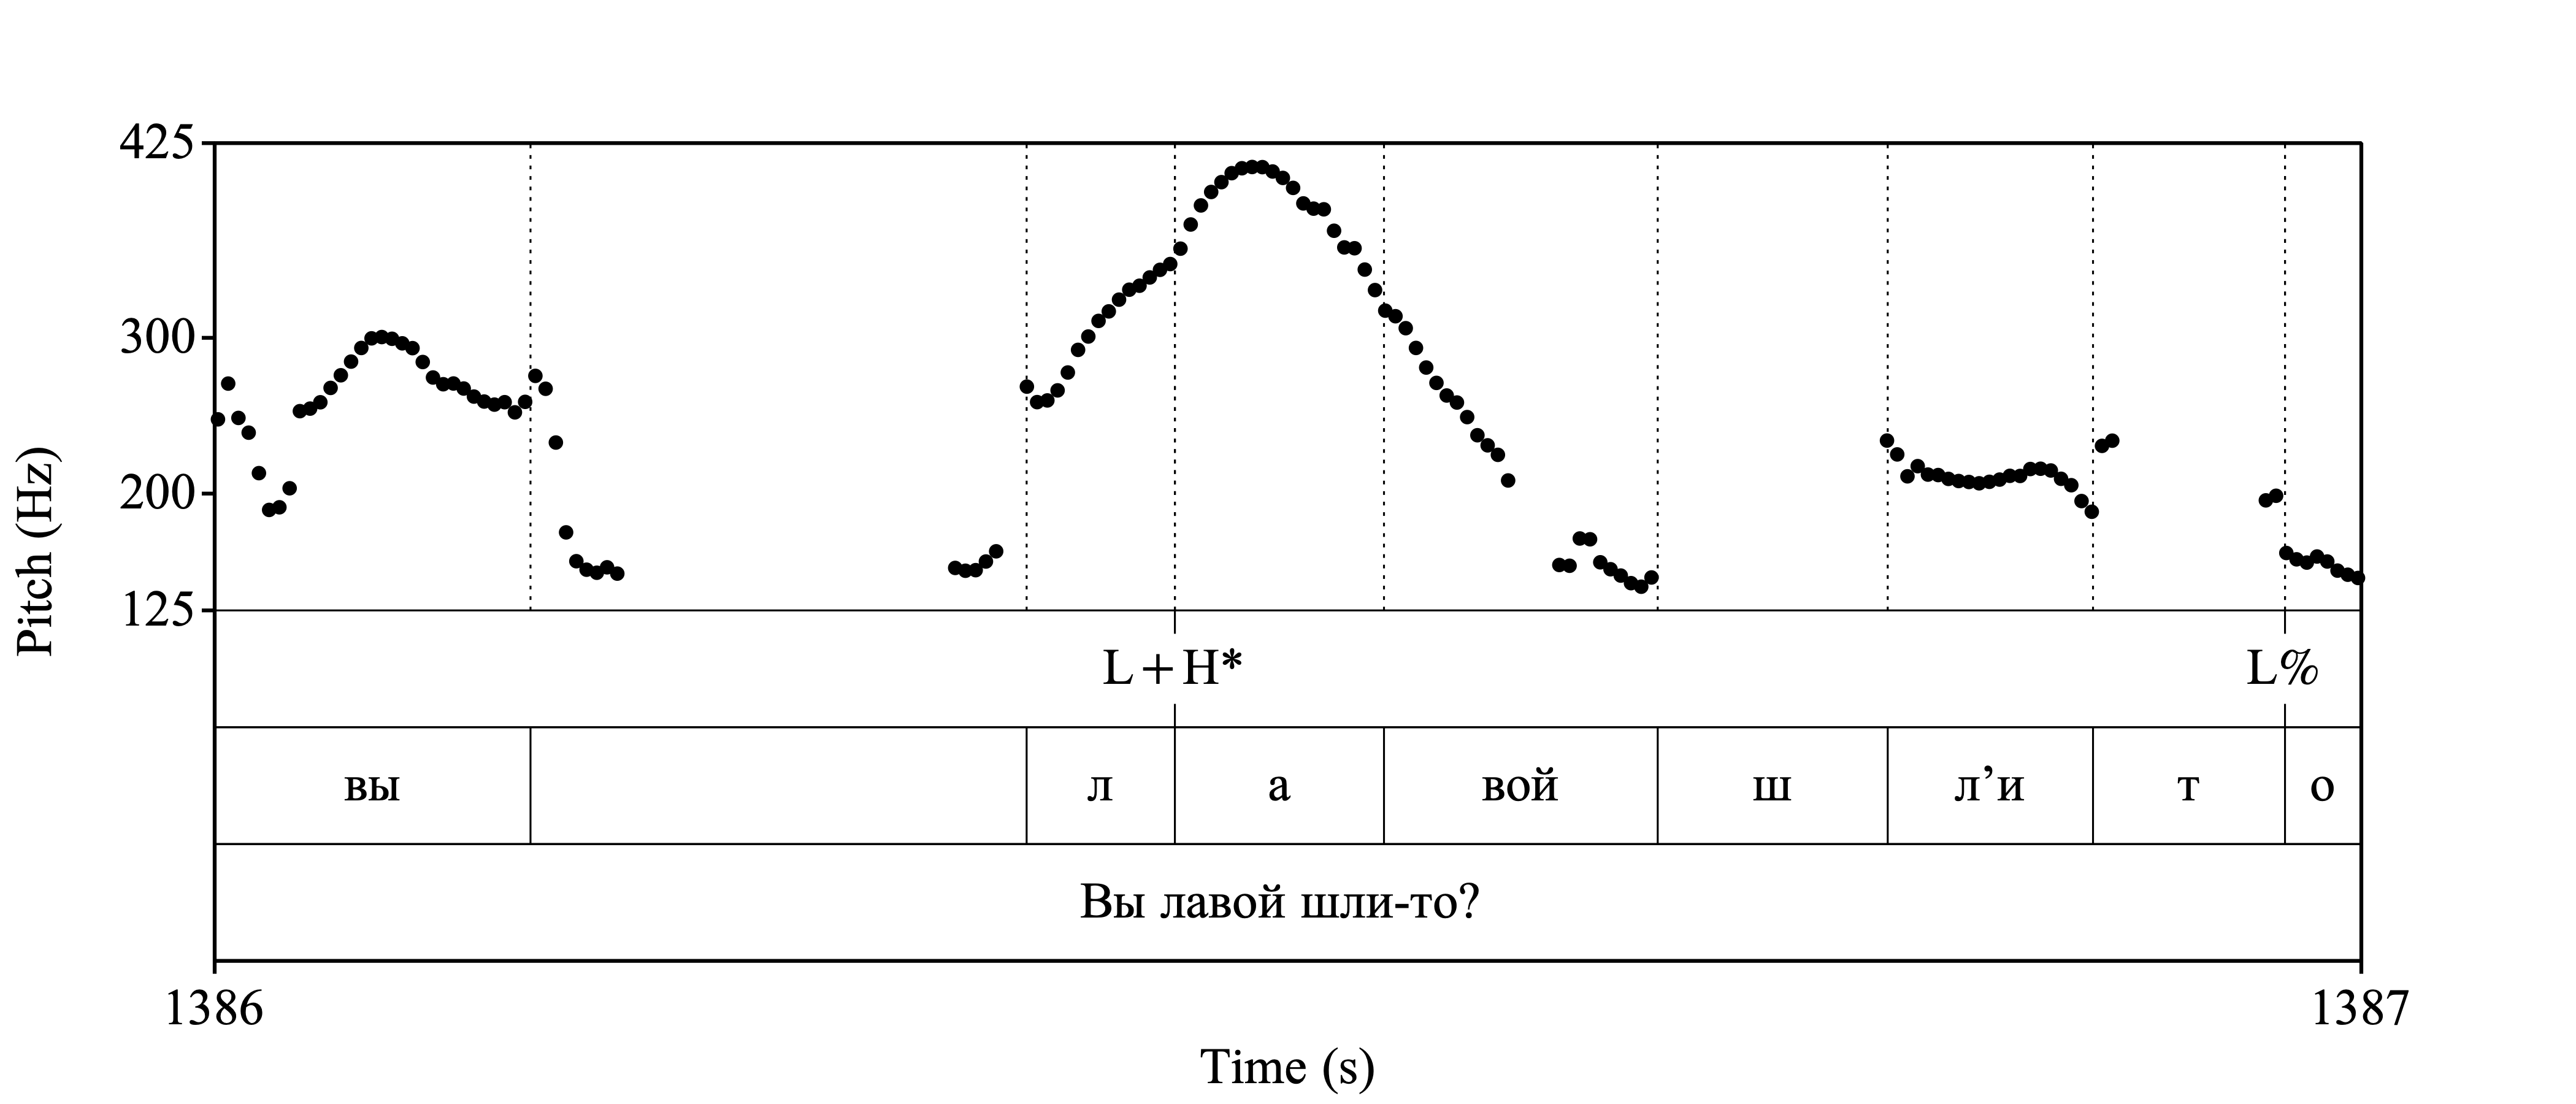 Pitch (Hz)
425
300
200
125
L+H* L%
вы л а вой ш л’и т о
Вы лавой шли-то?
1386 1387
Time (s)